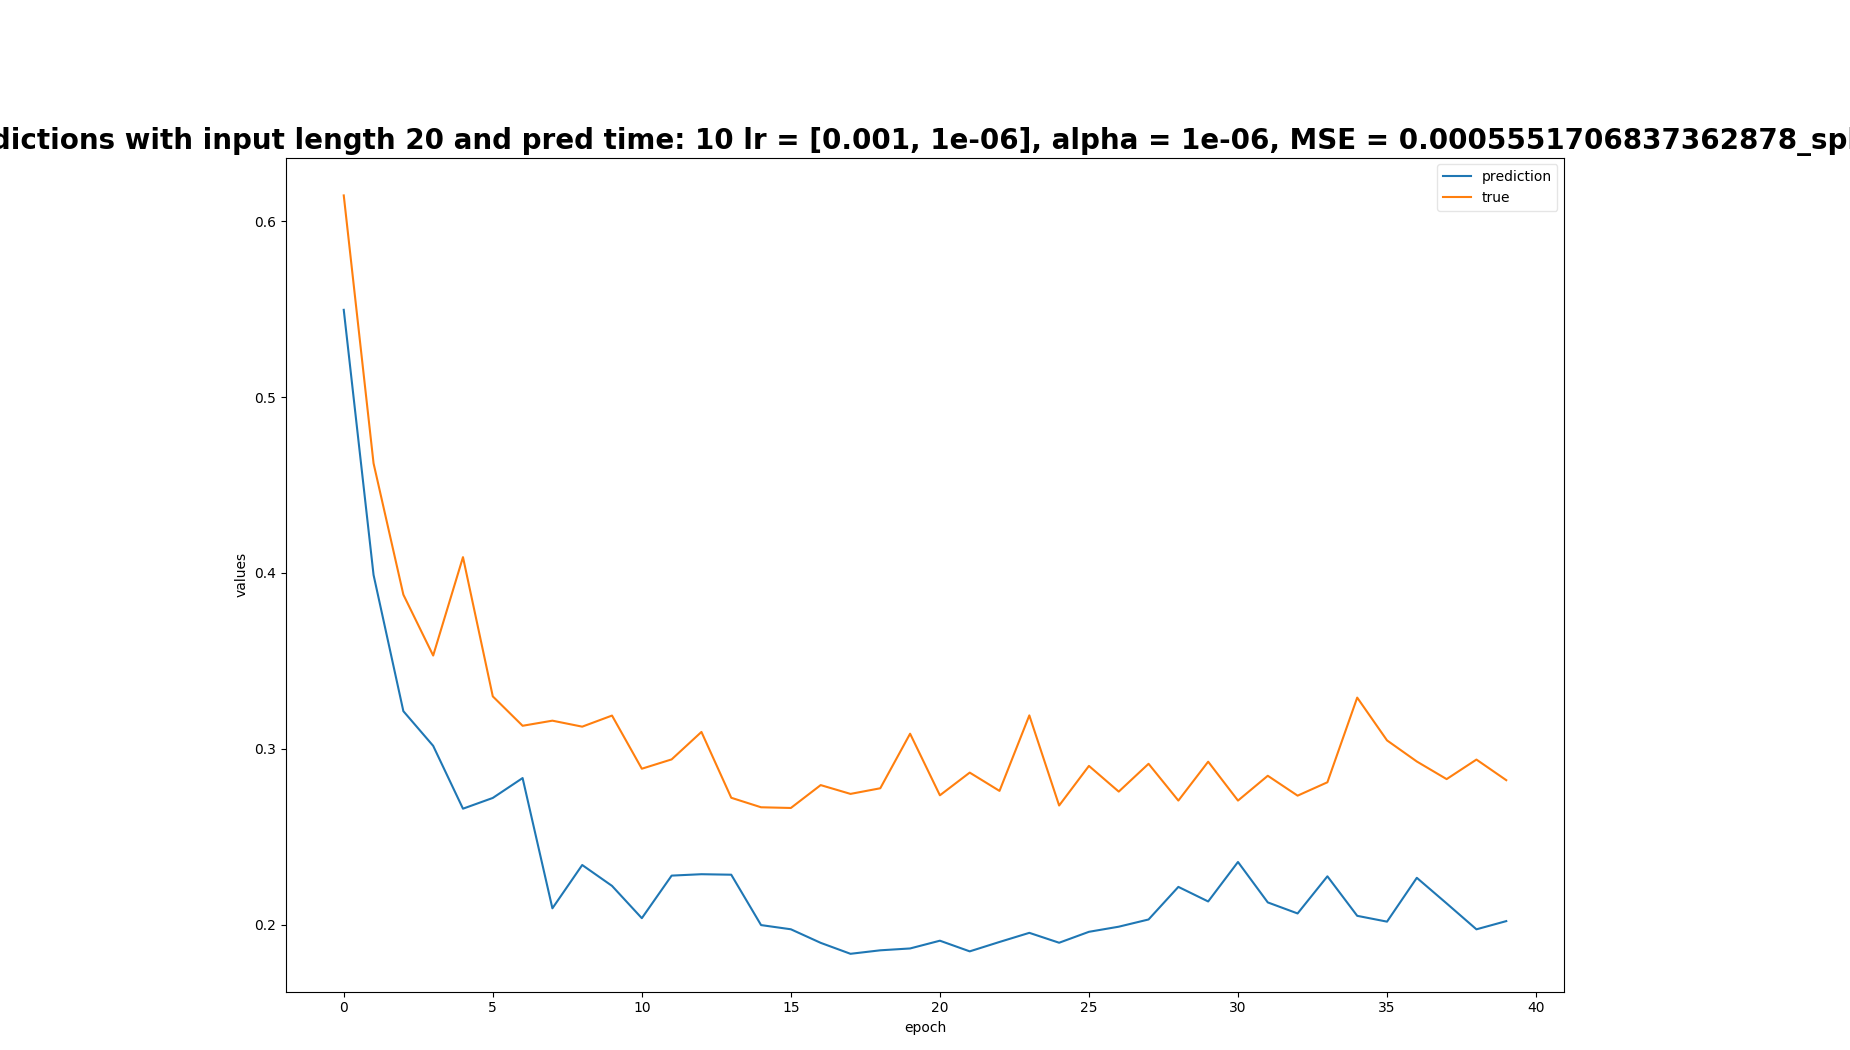 dictions with input length 20 and pred time: 10 lr = [0.001, 1e-06], alpha = 1e-06, MSE = 0.0005551706837362878_spl
prediction
true
0.6
0.5
0.4
0.3
0.2
values
0 5 10 15 20 25 30 35 40
epoch